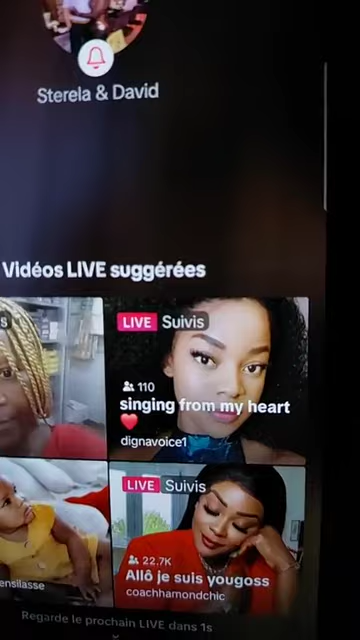 Sterela & David
Vidéos LIVE suggérées
s
LIVE Suivis
110
singing from my heart
❤️
dignavoice1
LIVE Suivis
22.7K
Allô je suis yougoss
coachhamondchic
ensilasse
Regarde le prochain LIVE dans 1s